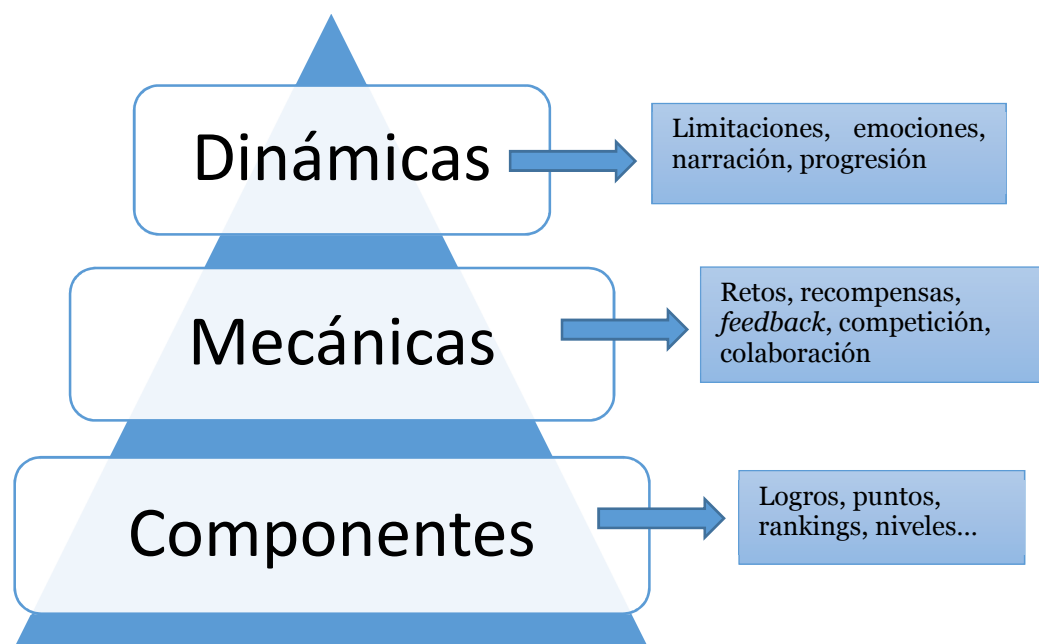 Dinámicas
Limitaciones, emociones,
narración, progresión
Mecánicas
Retos, recompensas,
feedback, competición,
colaboración
Componentes
Logros, puntos,
rankings, niveles...